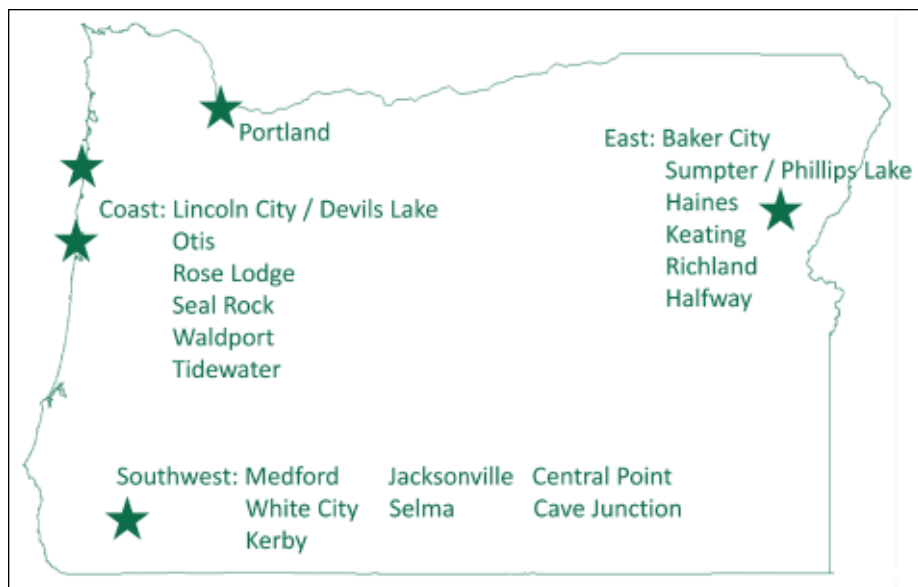 Portland
East: Baker City
Sumpter / Phillips Lake
Haines
Keating
Richland
Halfway
Coast: Lincoln City / Devils Lake
Otis
Rose Lodge
Seal Rock
Waldport
Tidewater
Southwest: Medford Jacksonville Central Point
White City Selma Cave Junction
Kerby